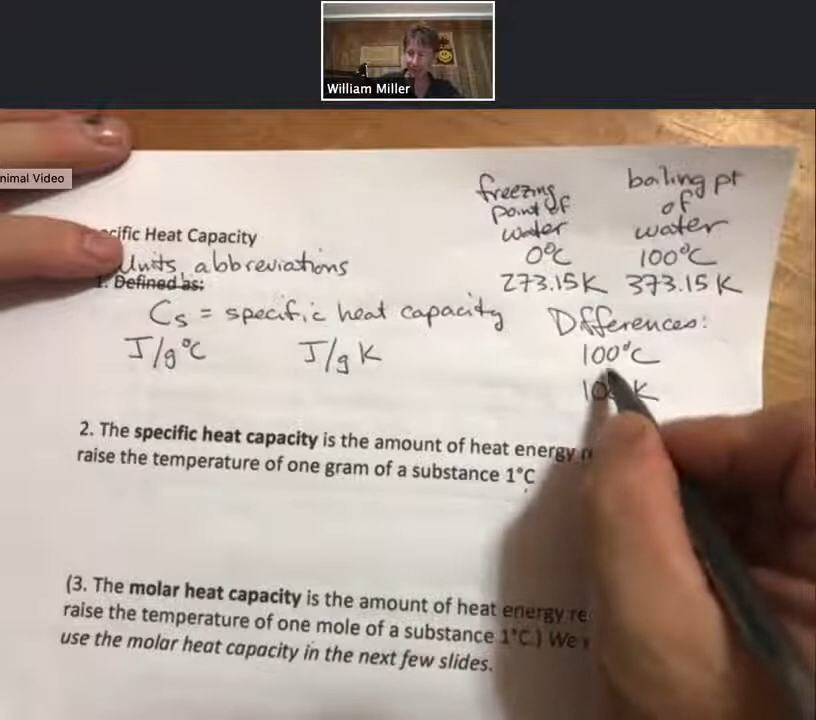 William Miller
nimal Video
freezing
point of
water
0°C
273.15K
boiling pt
of
water
100°C
373.15K
cific Heat Capacity
Units, abbreviations
1. Defined as:
Cs = specific heat capacity
J/g°C J/g K
Differences:
100°C
K
2. The specific heat capacity is the amount of heat energy
raise the temperature of one gram of a substance 1°C
(3. The molar heat capacity is the amount of heat energy re
raise the temperature of one mole of a substance 1°C.) We
use the molar heat capacity in the next few slides.